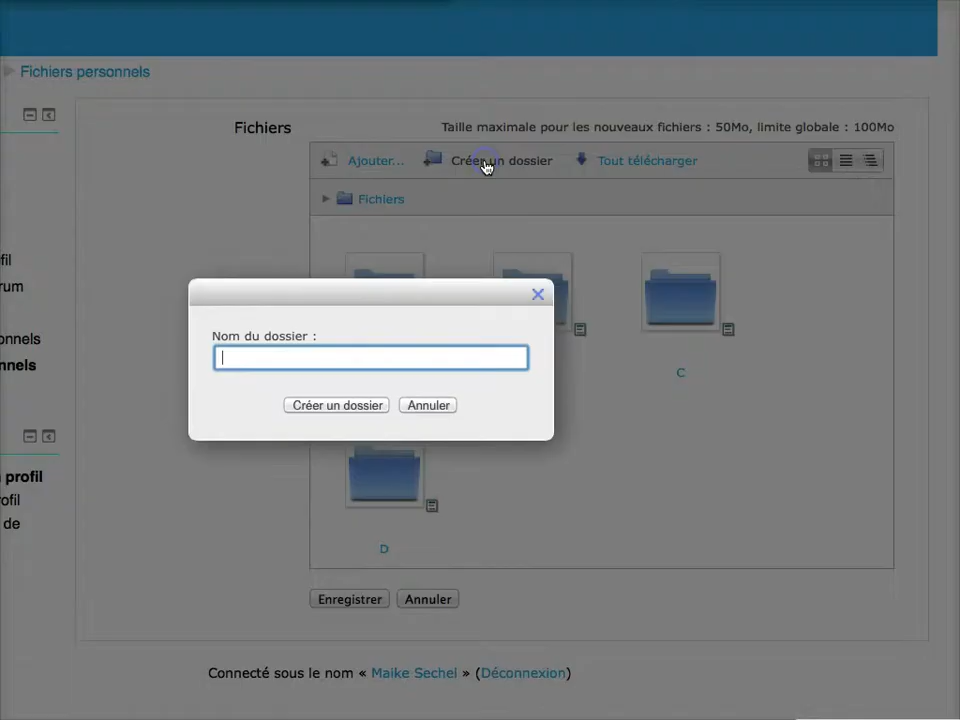 Fichiers personnels
Fichiers
Taille maximale pour les nouveaux fichiers : 50Mo, limite globale : 100Mo
Ajouter...
Créer un dossier
Tout télécharger
Fichiers
fil
rum
onnels
nnels
Nom du dossier :
Créer un dossier
Annuler
C
profil
rofil
de
D
Enregistrer
Annuler
Connecté sous le nom « Maike Sechel » (Déconnexion)